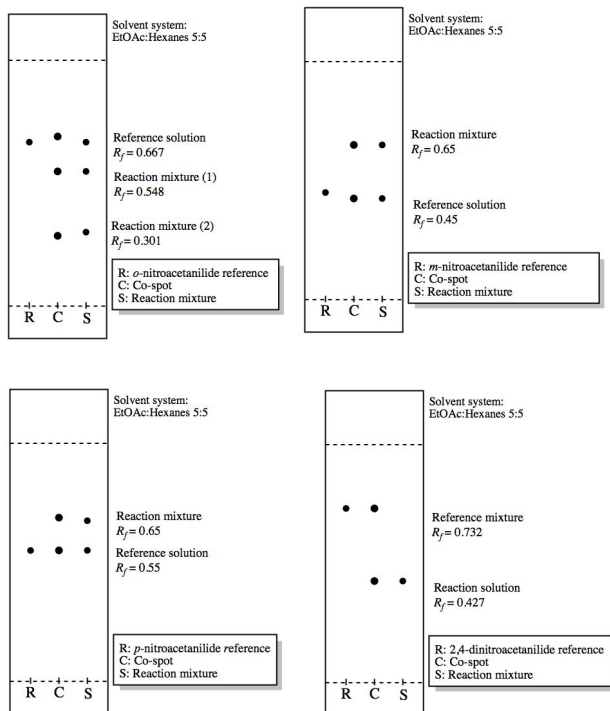 Solvent system:
EtOAc:Hexanes 5:5
Reference solution
Rf = 0.667
Reaction mixture (1)
Rf = 0.548
Reaction mixture (2)
Rf = 0.301
R: o-nitroacetanilide reference
C: Co-spot
S: Reaction mixture
R C S
Solvent system:
EtOAc:Hexanes 5:5
Reaction mixture
Rf = 0.65
Reference solution
Rf = 0.45
R: m-nitroacetanilide reference
C: Co-spot
S: Reaction mixture
R C S
Solvent system:
EtOAc:Hexanes 5:5
Reaction mixture
Rf = 0.65
Reference solution
Rf = 0.55
R: p-nitroacetanilide reference
C: Co-spot
S: Reaction mixture
R C S
Solvent system:
EtOAc:Hexanes 5:5
Reference mixture
Rf = 0.732
Reaction solution
Rf = 0.427
R: 2,4-dinitroacetanilide reference
C: Co-spot
S: Reaction mixture
R C S